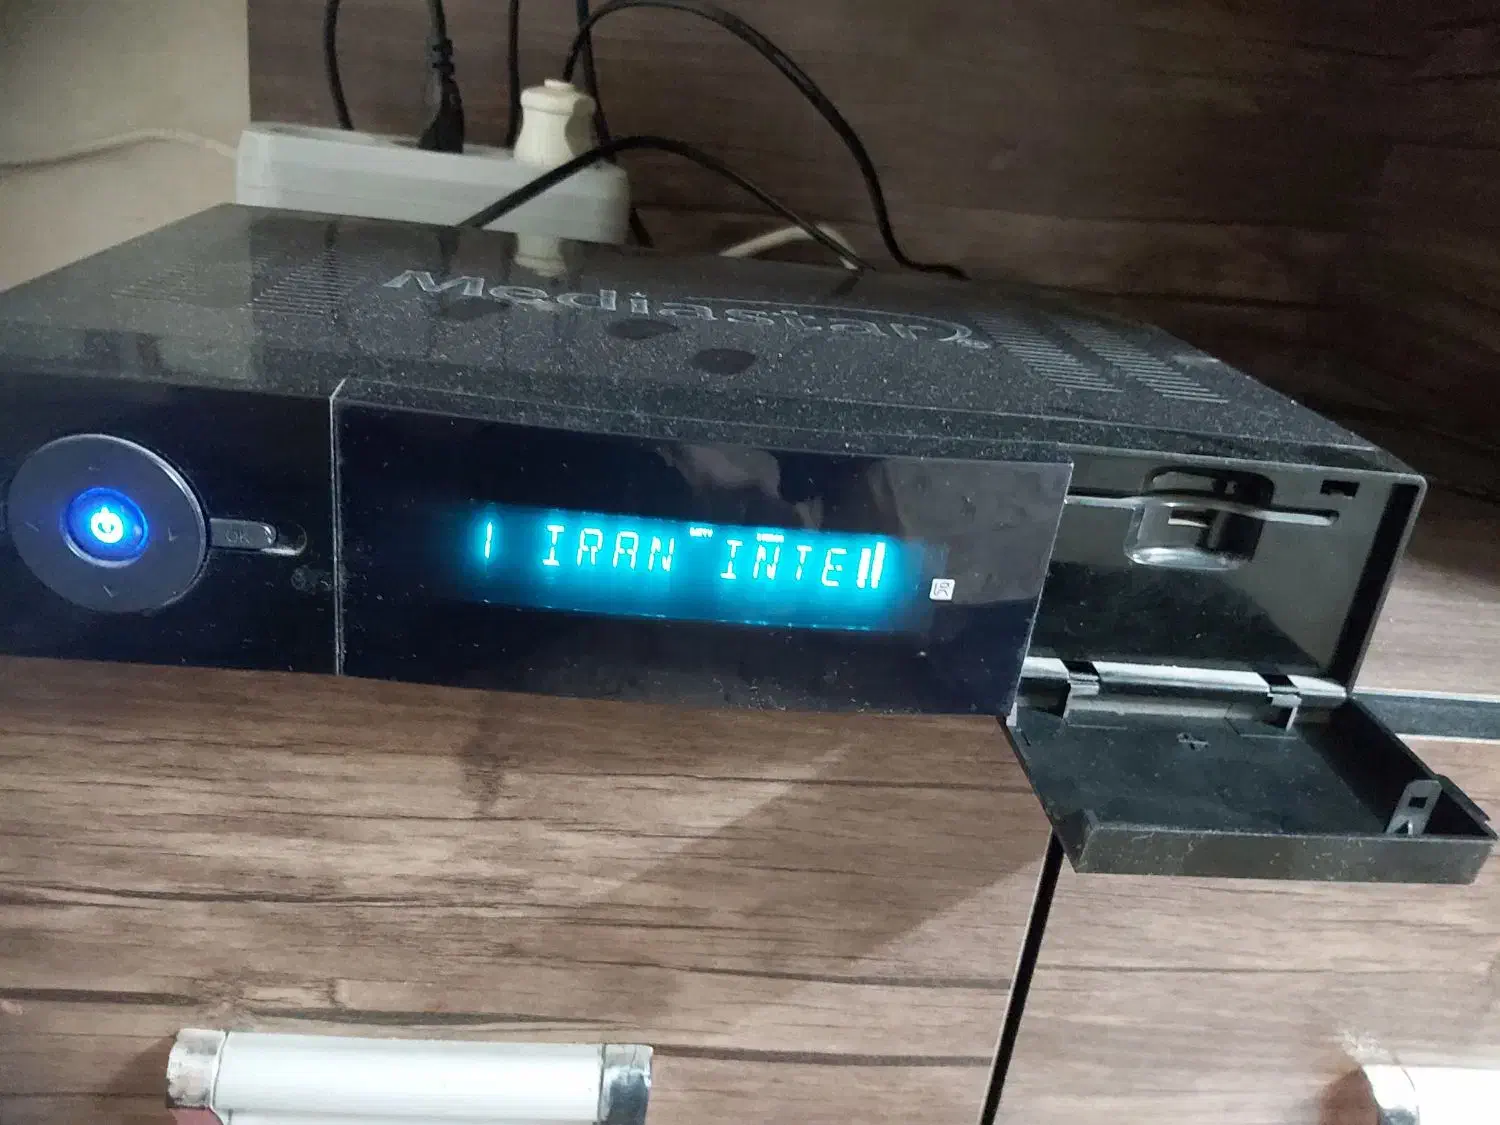 Mediastar
OK
1 IRAN INTE